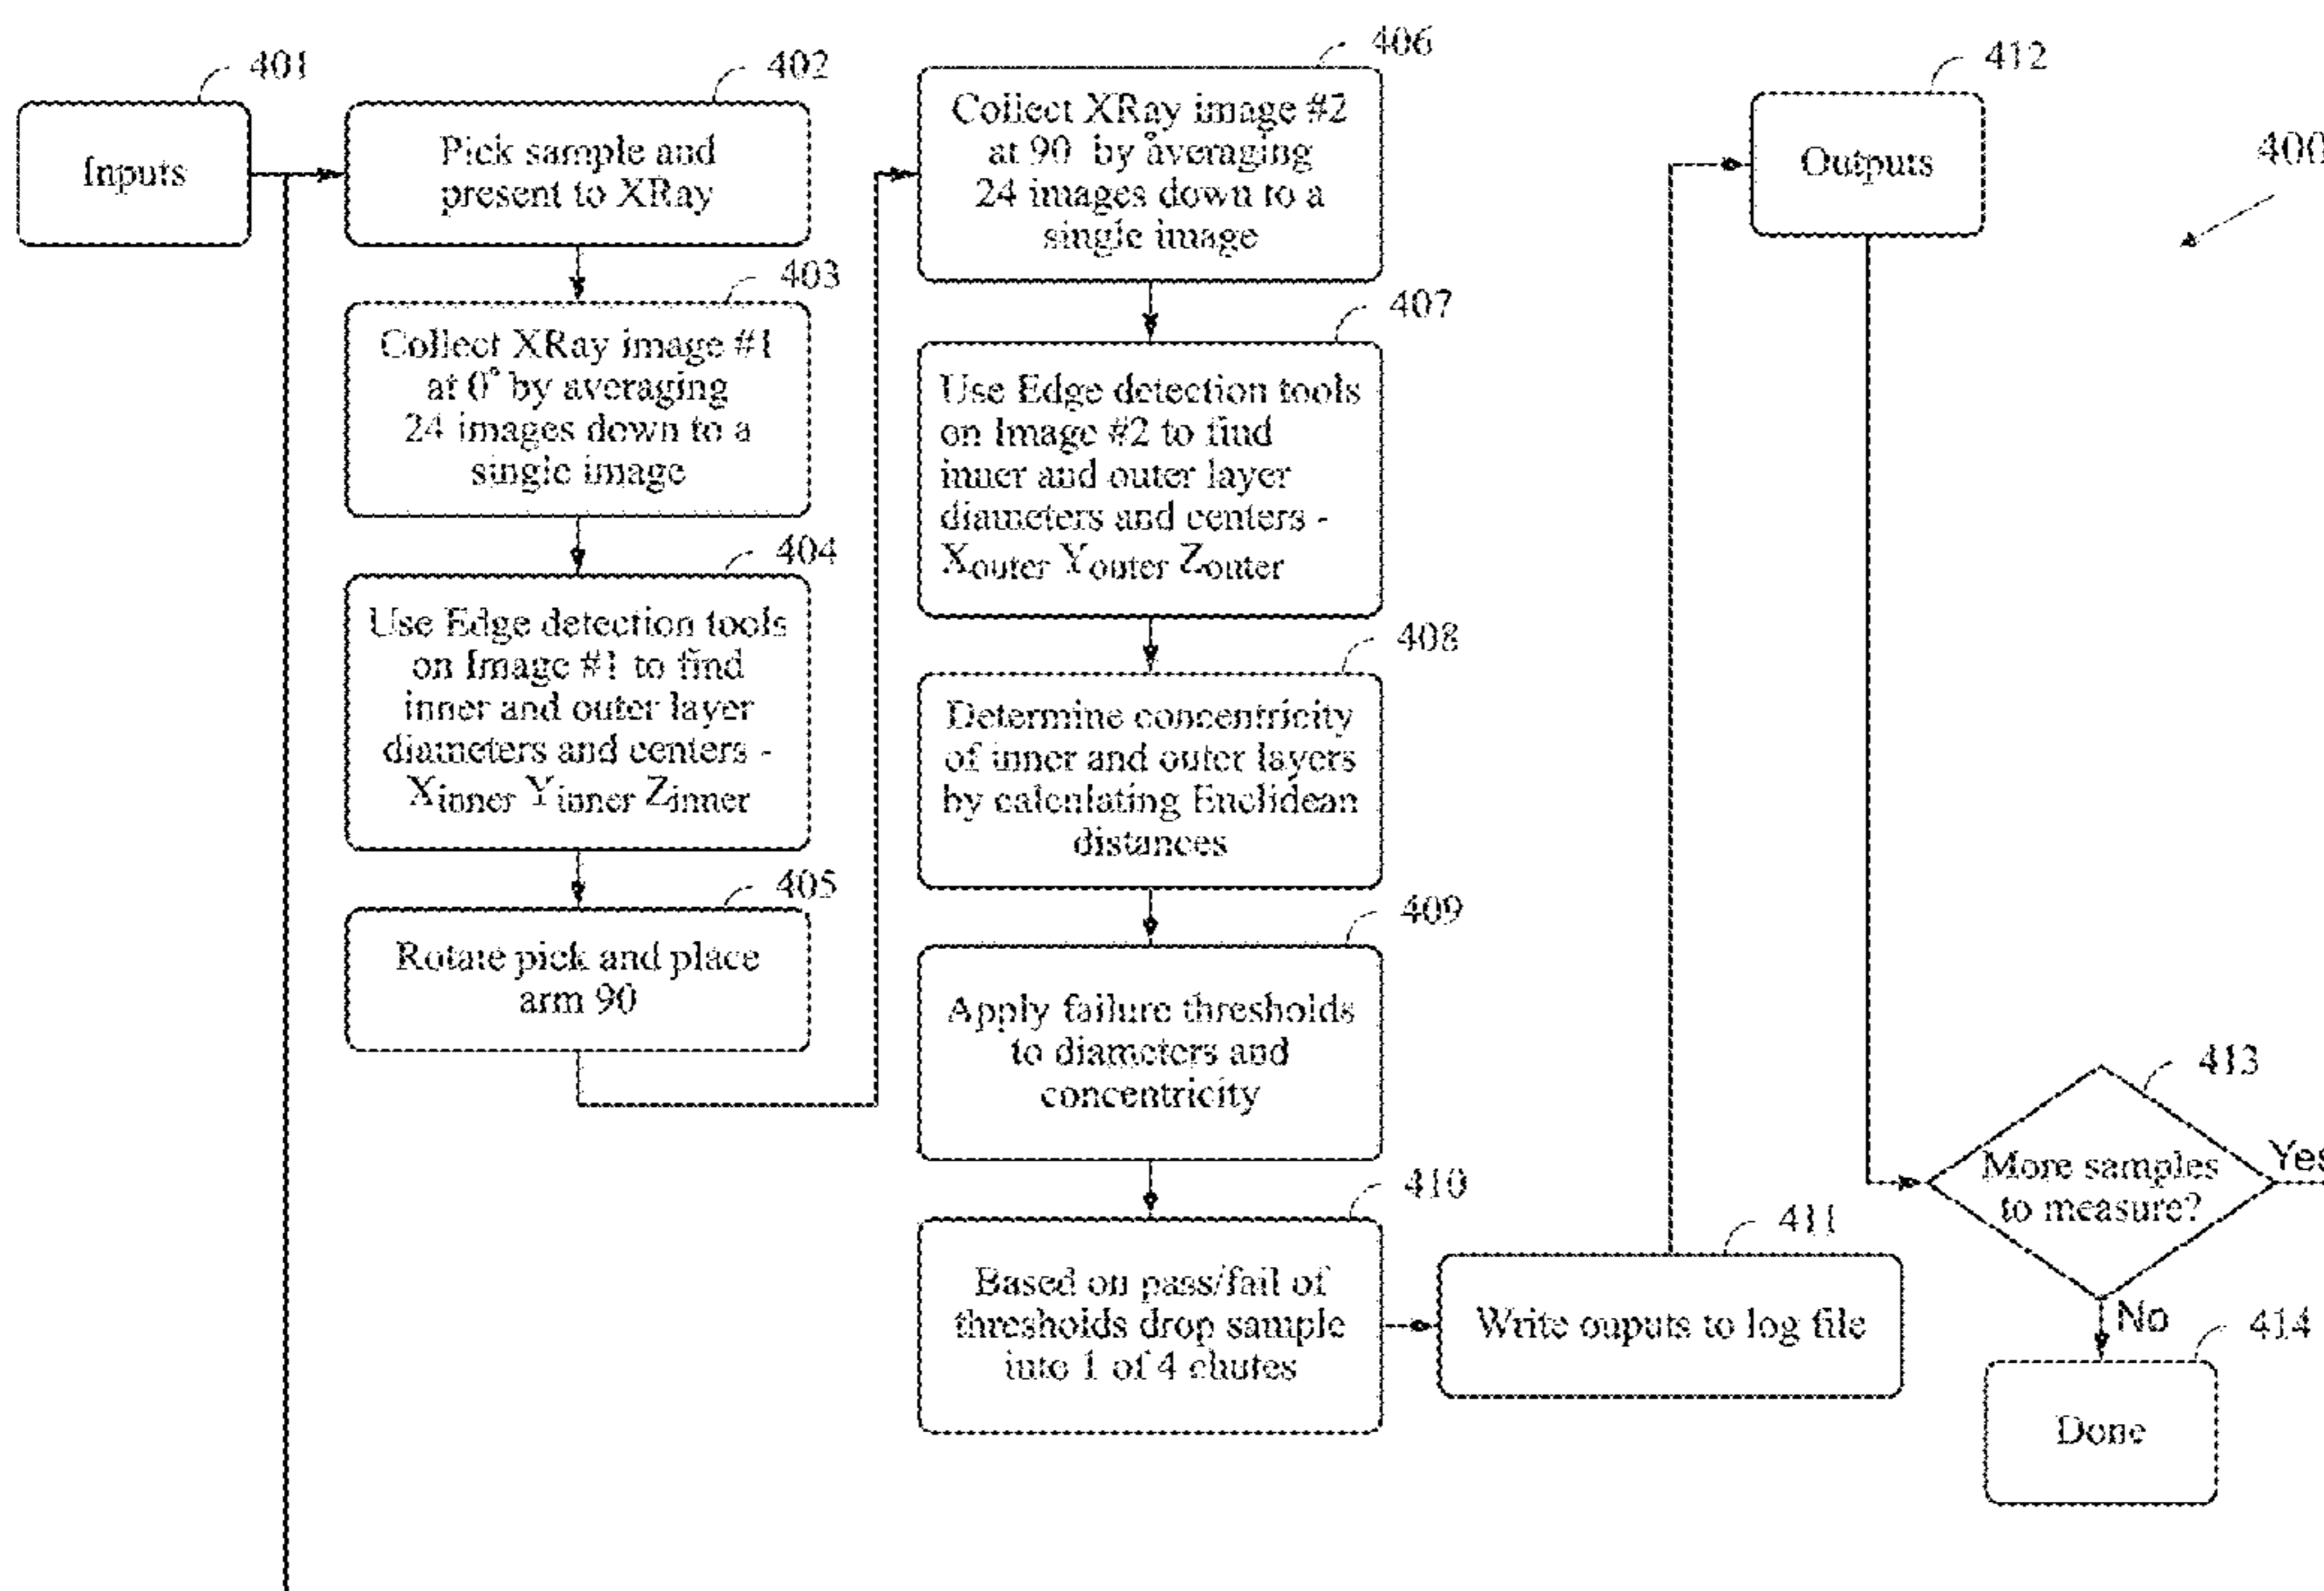 401
Inputs
402
Pick sample and
present to XRay
403
Collect XRay image #1
at 0° by averaging
24 images down to a
single image
404
Use Edge detection tools
on Image #1 to find
inner and outer layer
diameters and centers -
Xinner Yinner Zinner
405
Rotate pick and place
arm 90
406
Collect XRay image #2
at 90° by averaging
24 images down to a
single image
407
Use Edge detection tools
on Image #2 to find
inner and outer layer
diameters and centers -
Xouter Youter Zouter
408
Determine concentricity
of inner and outer layers
by calculating Euclidean
distances
409
Apply failure thresholds
to diameters and
concentricity
410
Based on pass/fail of
thresholds drop sample
into 1 of 4 chutes
411
Write ouputs to log file
412
Outputs
400
413
More samples
to measure?
Yes
No
414
Done